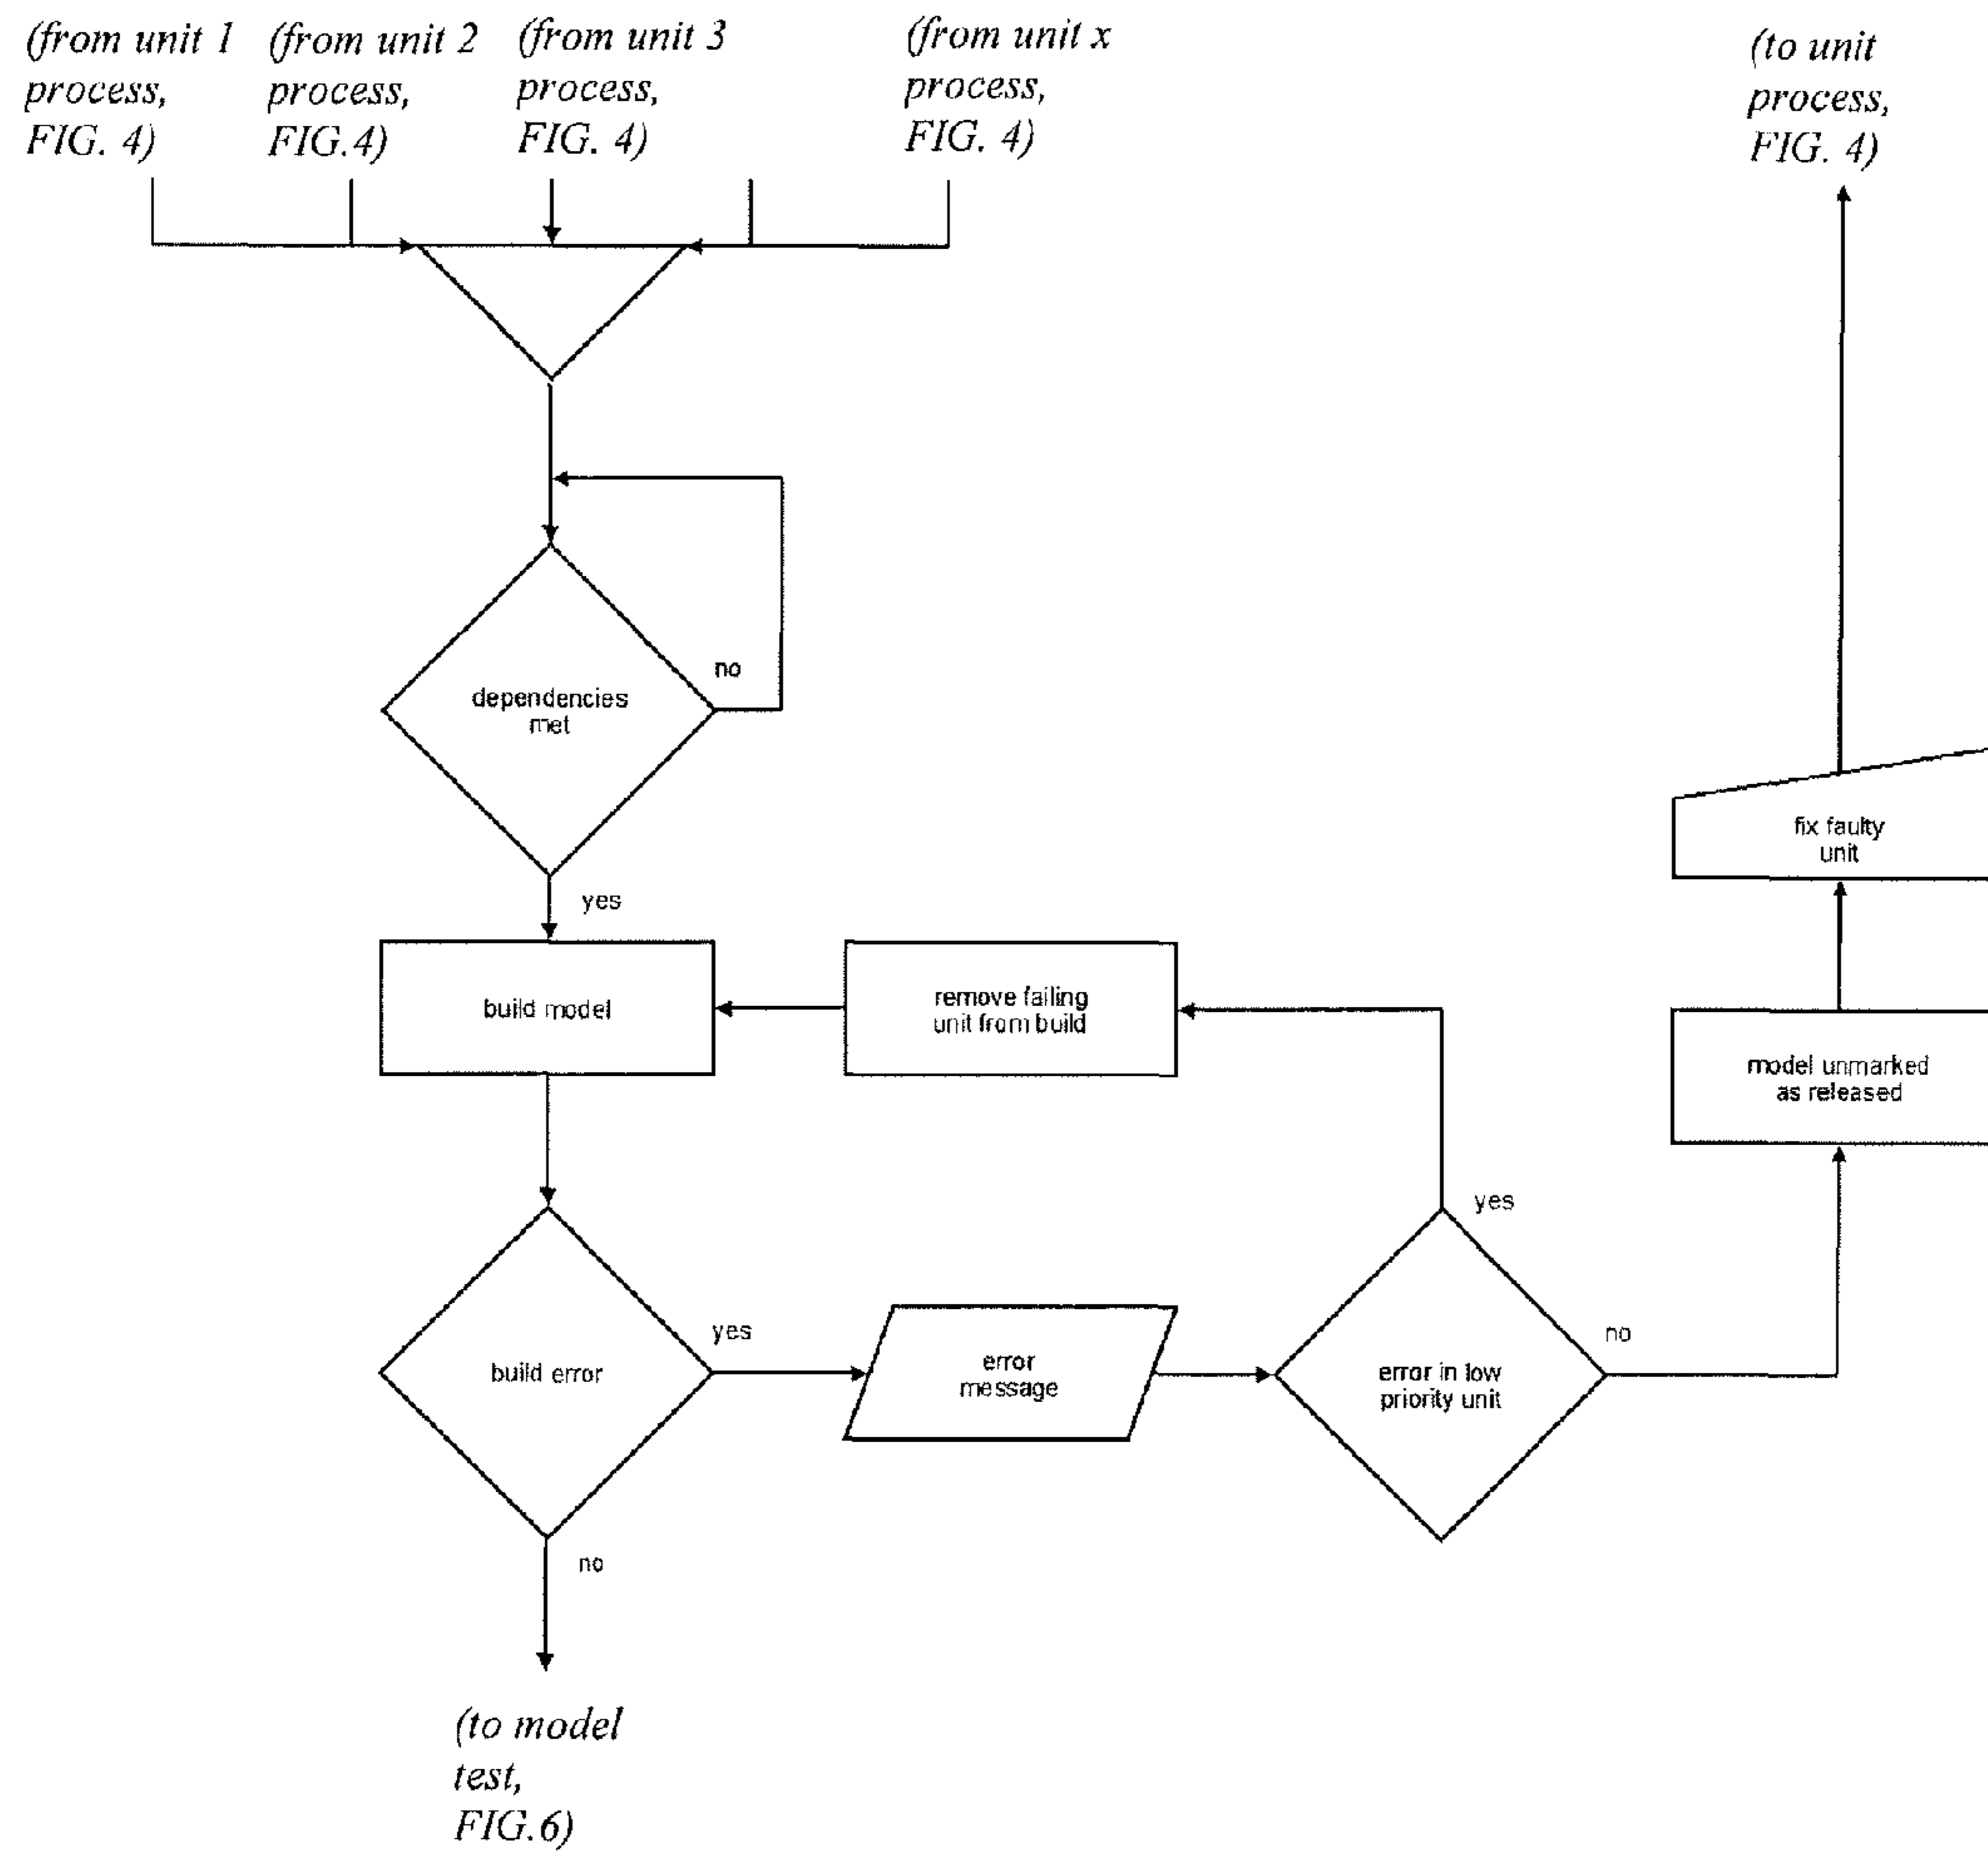 (from unit 1
process,
FIG. 4)
(from unit 2
process,
FIG.4)
(from unit 3
process,
FIG. 4)
(from unit x
process,
FIG. 4)
(to unit
process,
FIG. 4)
no
dependencies
met
yes
fix faulty
unit
build model
remove failing
unit from build
model unmarked
as released
yes
build error
yes
error
message
error in low
priority unit
no
no
(to model
test,
FIG.6)